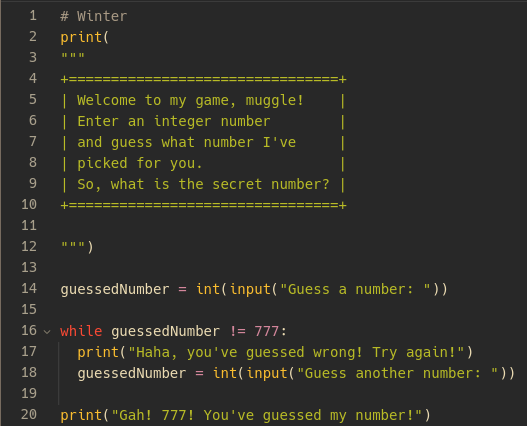 1 # Winter
2 print(
3 """
4 +================================+
5 | Welcome to my game, muggle!    |
6 | Enter an integer number        |
7 | and guess what number I've     |
8 | picked for you.                |
9 | So, what is the secret number? |
10 +================================+
11
12 """)
13
14 guessedNumber = int(input("Guess a number: "))
15
16 while guessedNumber != 777:
17   print("Haha, you've guessed wrong! Try again!")
18   guessedNumber = int(input("Guess another number: "))
19
20 print("Gah! 777! You've guessed my number!")